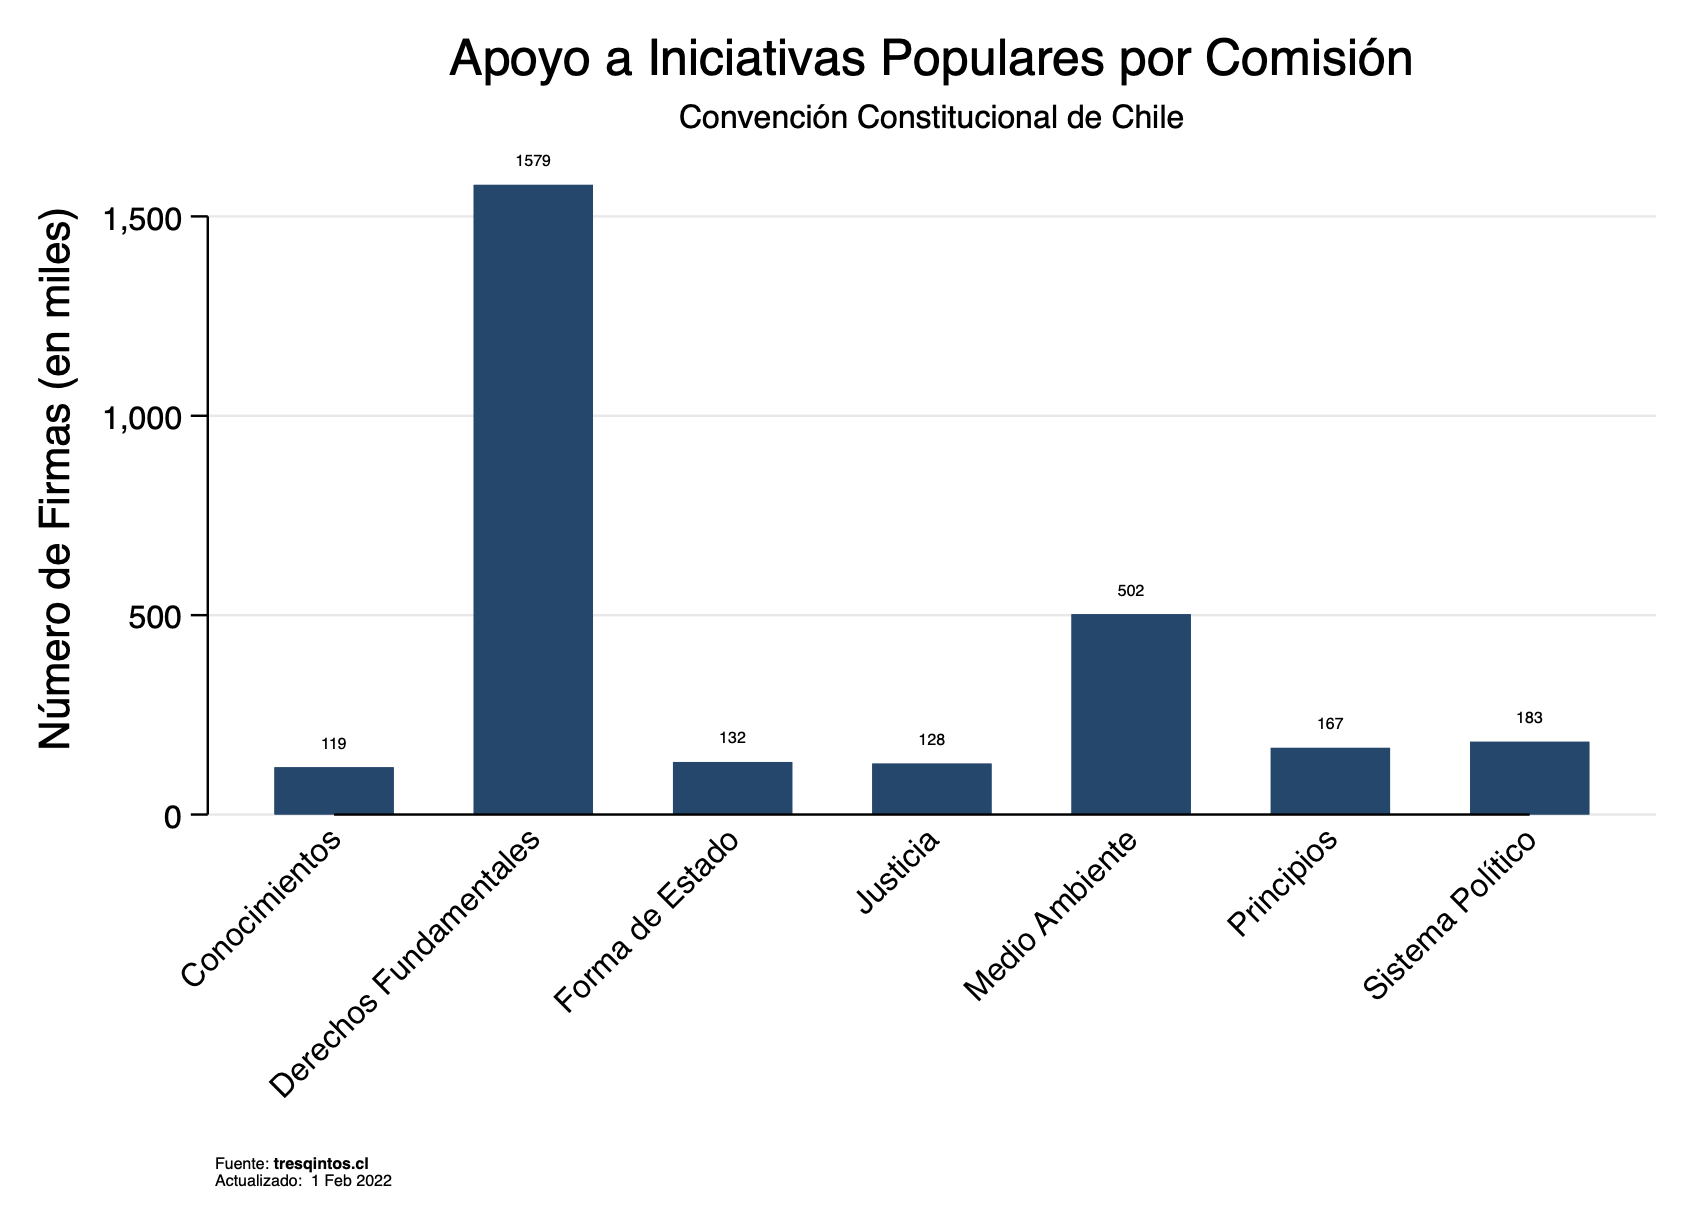 Apoyo a Iniciativas Populares por Comisión
Convención Constitucional de Chile
Número de Firmas (en miles)
1,500
1,000
500
0
119
1579
132
128
502
167
183
Conocimientos
Derechos Fundamentales
Forma de Estado
Justicia
Medio Ambiente
Principios
Sistema Político
Fuente: tresqintos.cl
Actualizado:  1 Feb 2022